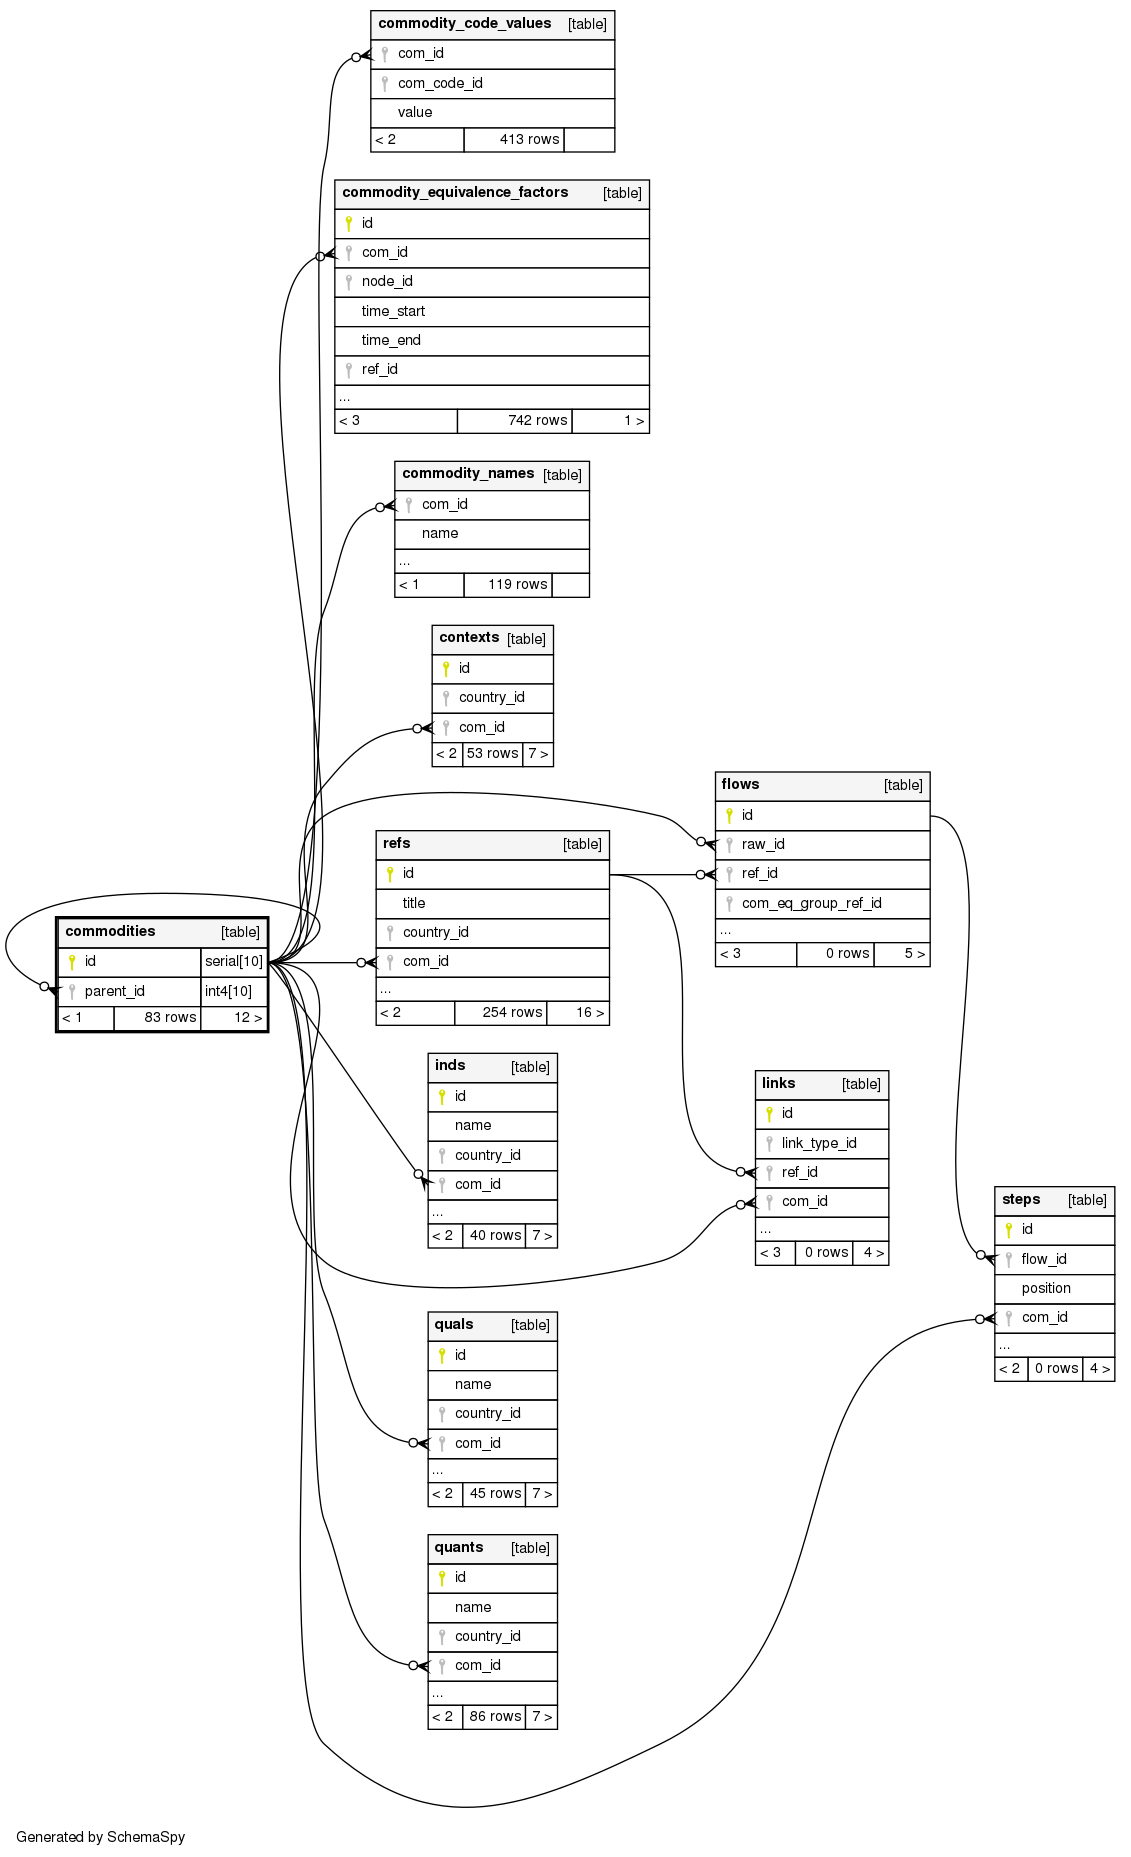 commodity_code_values [table]
com_id
com_code_id
value
< 2 413 rows
commodity_equivalence_factors [table]
id
com_id
node_id
time_start
time_end
ref_id
...
< 3 742 rows 1 >
commodity_names [table]
com_id
name
...
< 1 119 rows
contexts [table]
id
country_id
com_id
< 2 53 rows 7 >
flows [table]
id
raw_id
ref_id
com_eq_group_ref_id
...
< 3 0 rows 5 >
refs [table]
id
title
country_id
com_id
...
< 2 254 rows 16 >
commodities [table]
id serial[10]
parent_id int4[10]
< 1 83 rows 12 >
inds [table]
id
name
country_id
com_id
...
< 2 40 rows 7 >
links [table]
id
link_type_id
ref_id
com_id
...
< 3 0 rows 4 >
steps [table]
id
flow_id
position
com_id
...
< 2 0 rows 4 >
quals [table]
id
name
country_id
com_id
...
< 2 45 rows 7 >
quants [table]
id
name
country_id
com_id
...
< 2 86 rows 7 >
Generated by SchemaSpy